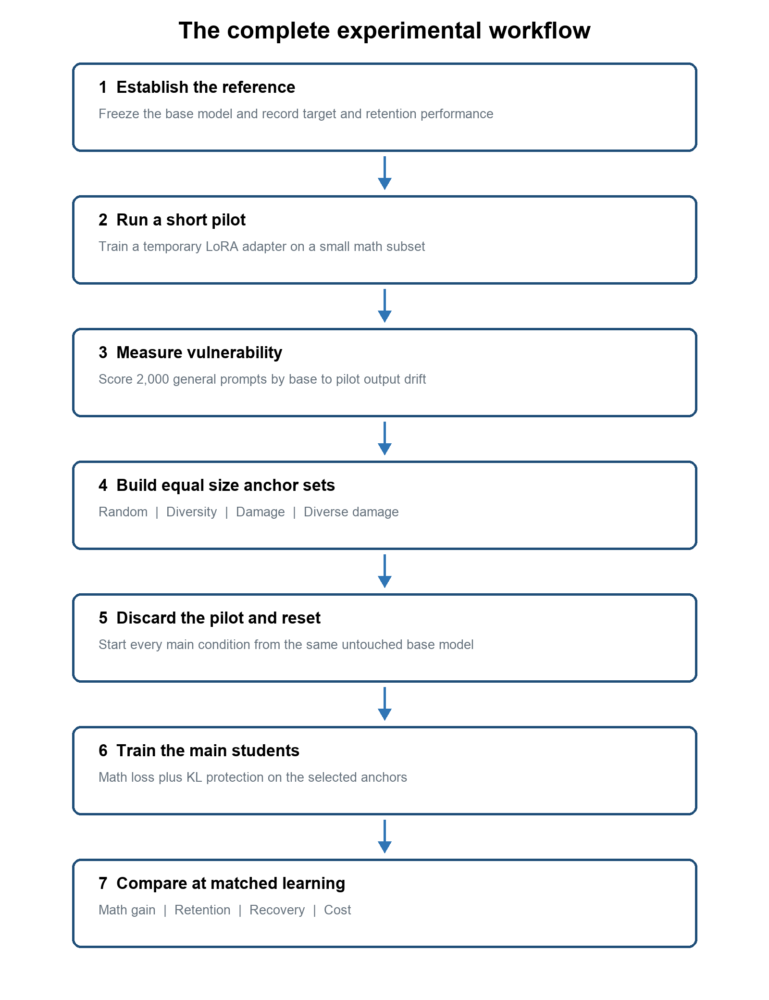 The complete experimental workflow
1 Establish the reference
Freeze the base model and record target and retention performance
2 Run a short pilot
Train a temporary LoRA adapter on a small math subset
3 Measure vulnerability
Score 2,000 general prompts by base to pilot output drift
4 Build equal size anchor sets
Random | Diversity | Damage | Diverse damage
5 Discard the pilot and reset
Start every main condition from the same untouched base model
6 Train the main students
Math loss plus KL protection on the selected anchors
7 Compare at matched learning
Math gain | Retention | Recovery | Cost